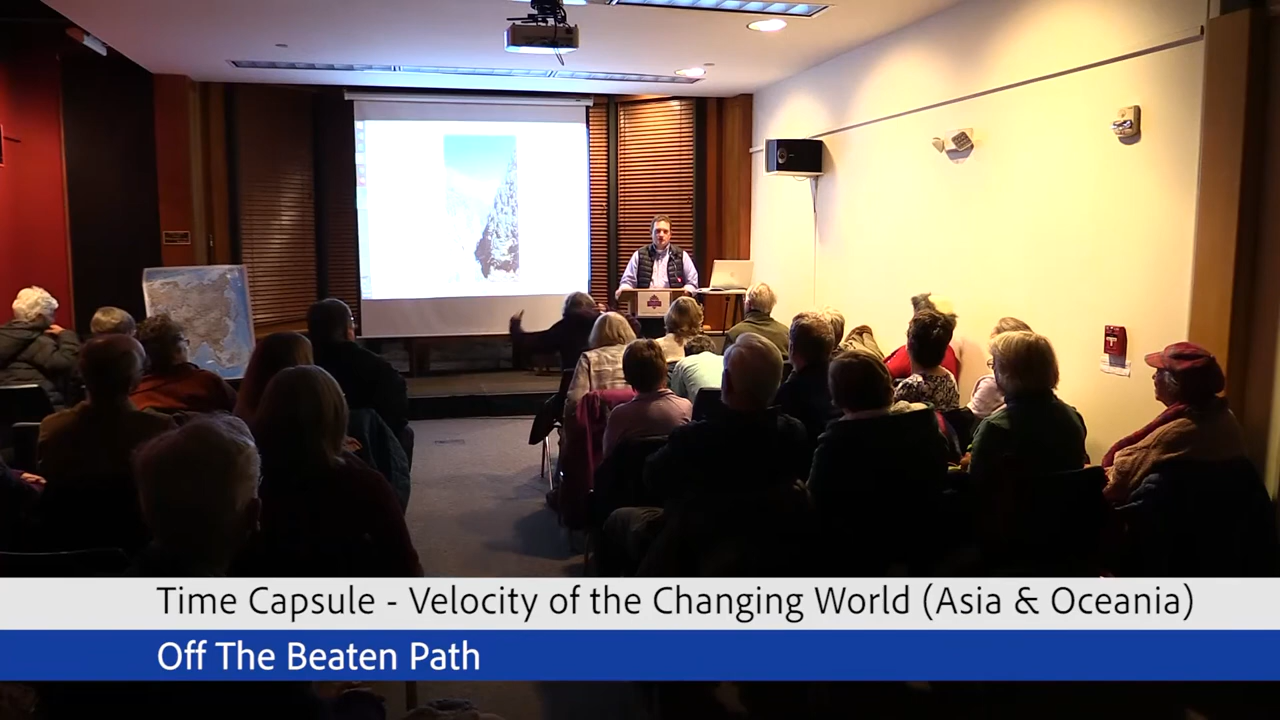 Time Capsule - Velocity of the Changing World (Asia & Oceania)
Off The Beaten Path